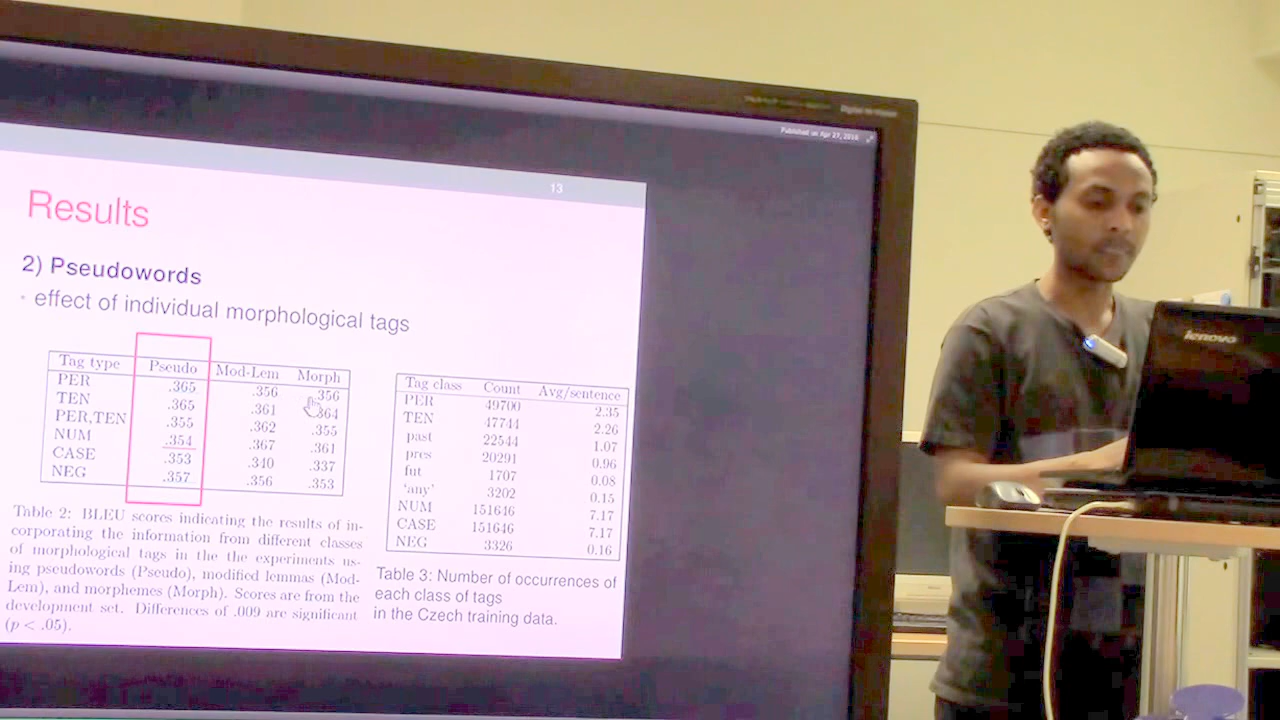 Published on Apr 27, 2016
13
Results
2) Pseudowords
• effect of individual morphological tags
Tag type Pseudo Mod-Lem Morph
PER .365 .356 .356
TEN .365 .361 .364
PER,TEN .355 .362 .355
NUM .354 .367 .361
CASE .353 .340 .337
NEG .357 .356 .353
Table 2: BLEU scores indicating the results of in-
corporating the information from different classes
of morphological tags in the the experiments us-
ing pseudowords (Pseudo), modified lemmas (Mod-
Lem), and morphemes (Morph). Scores are from the
development set. Differences of .009 are significant
(p < .05).
Tag class Count Avg/sentence
PER 49700 2.35
TEN 47744 2.26
past 22544 1.07
pres 20291 0.96
fut 1707 0.08
'any' 3202 0.15
NUM 151646 7.17
CASE 151646 7.17
NEG 3326 0.16
Table 3: Number of occurrences of
each class of tags
in the Czech training data.
lenovo